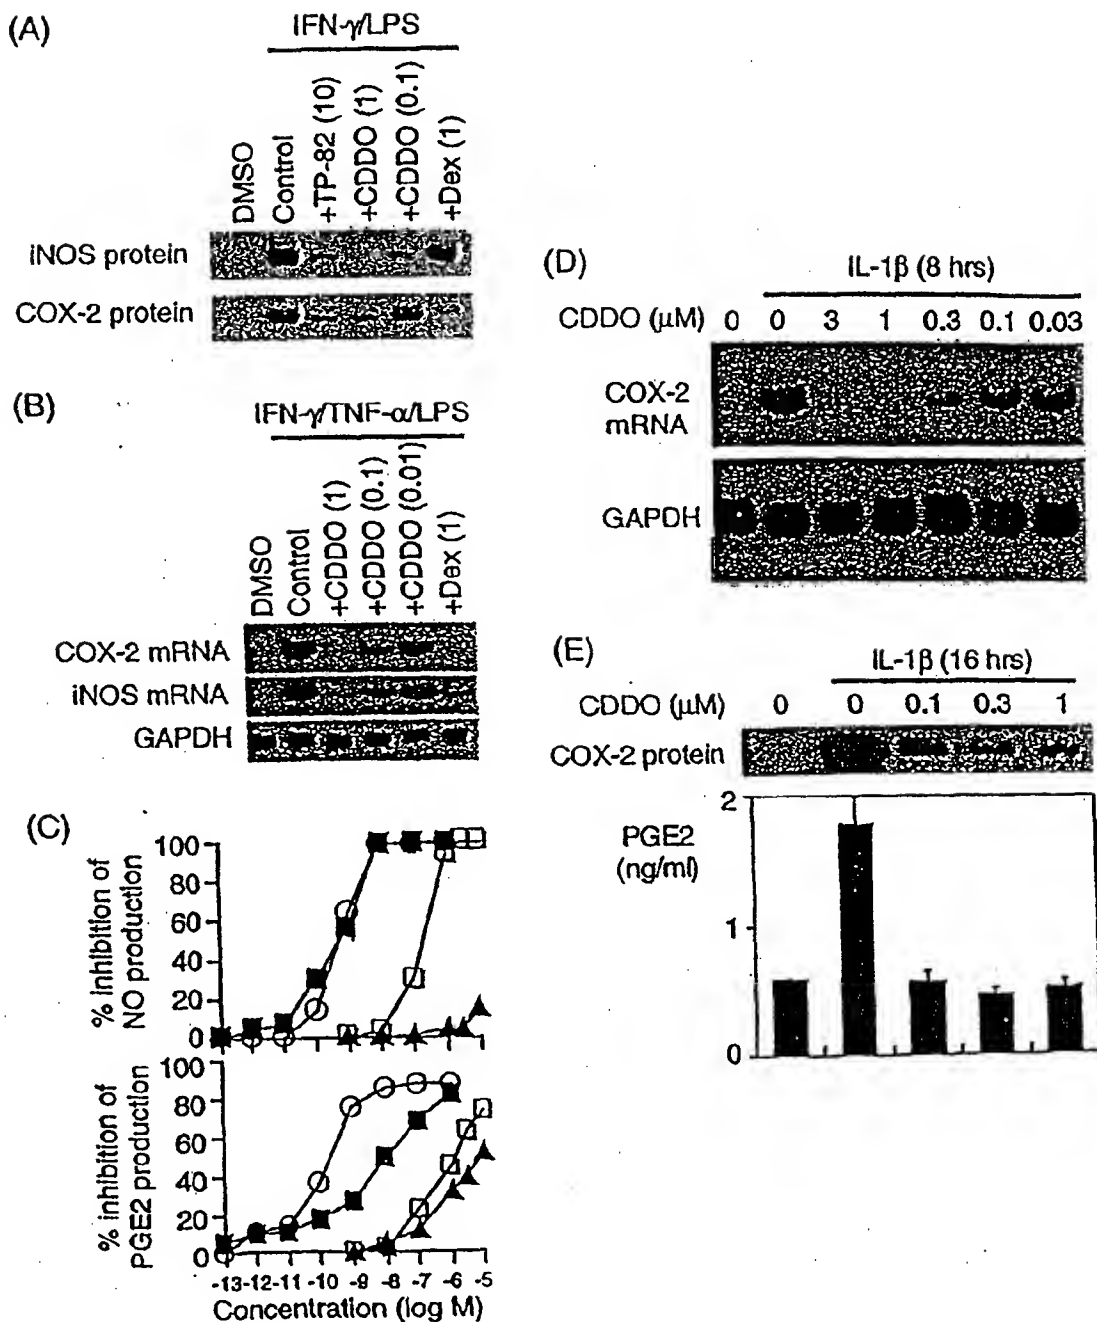 (A)
IFN-γ/LPS
DMSO
Control
+TP-82 (10)
+CDDO (1)
+CDDO (0.1)
+Dex (1)
iNOS protein
COX-2 protein
(B)
IFN-γ/TNF-α/LPS
DMSO
Control
+CDDO (1)
+CDDO (0.1)
+CDDO (0.01)
+Dex (1)
COX-2 mRNA
iNOS mRNA
GAPDH
(C)
% inhibition of
NO production
100
80
60
40
20
0
% inhibition of
PGE2 production
100
80
60
40
20
0
-13 -12 -11 -10 -9 -8 -7 -6 -5
Concentration (log M)
(D)
IL-1β (8 hrs)
CDDO (μM) 0 0 3 1 0.3 0.1 0.03
COX-2
mRNA
GAPDH
(E)
IL-1β (16 hrs)
CDDO (μM) 0 0 0.1 0.3 1
COX-2 protein
PGE2
(ng/ml)
2
1
0